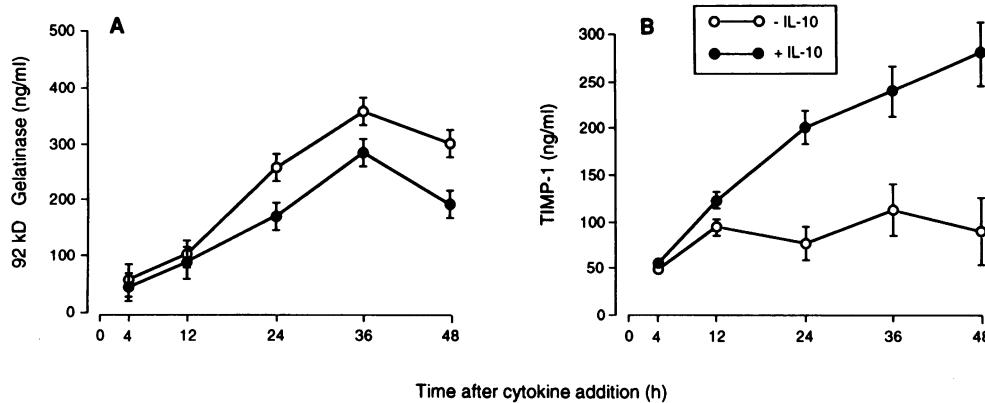 A
500
400
300
200
100
0
92 kD Gelatinase (ng/ml)
0 4 12 24 36 48
B
- IL-10
+ IL-10
300
250
200
150
100
50
0
TIMP-1 (ng/ml)
0 4 12 24 36 48
Time after cytokine addition (h)